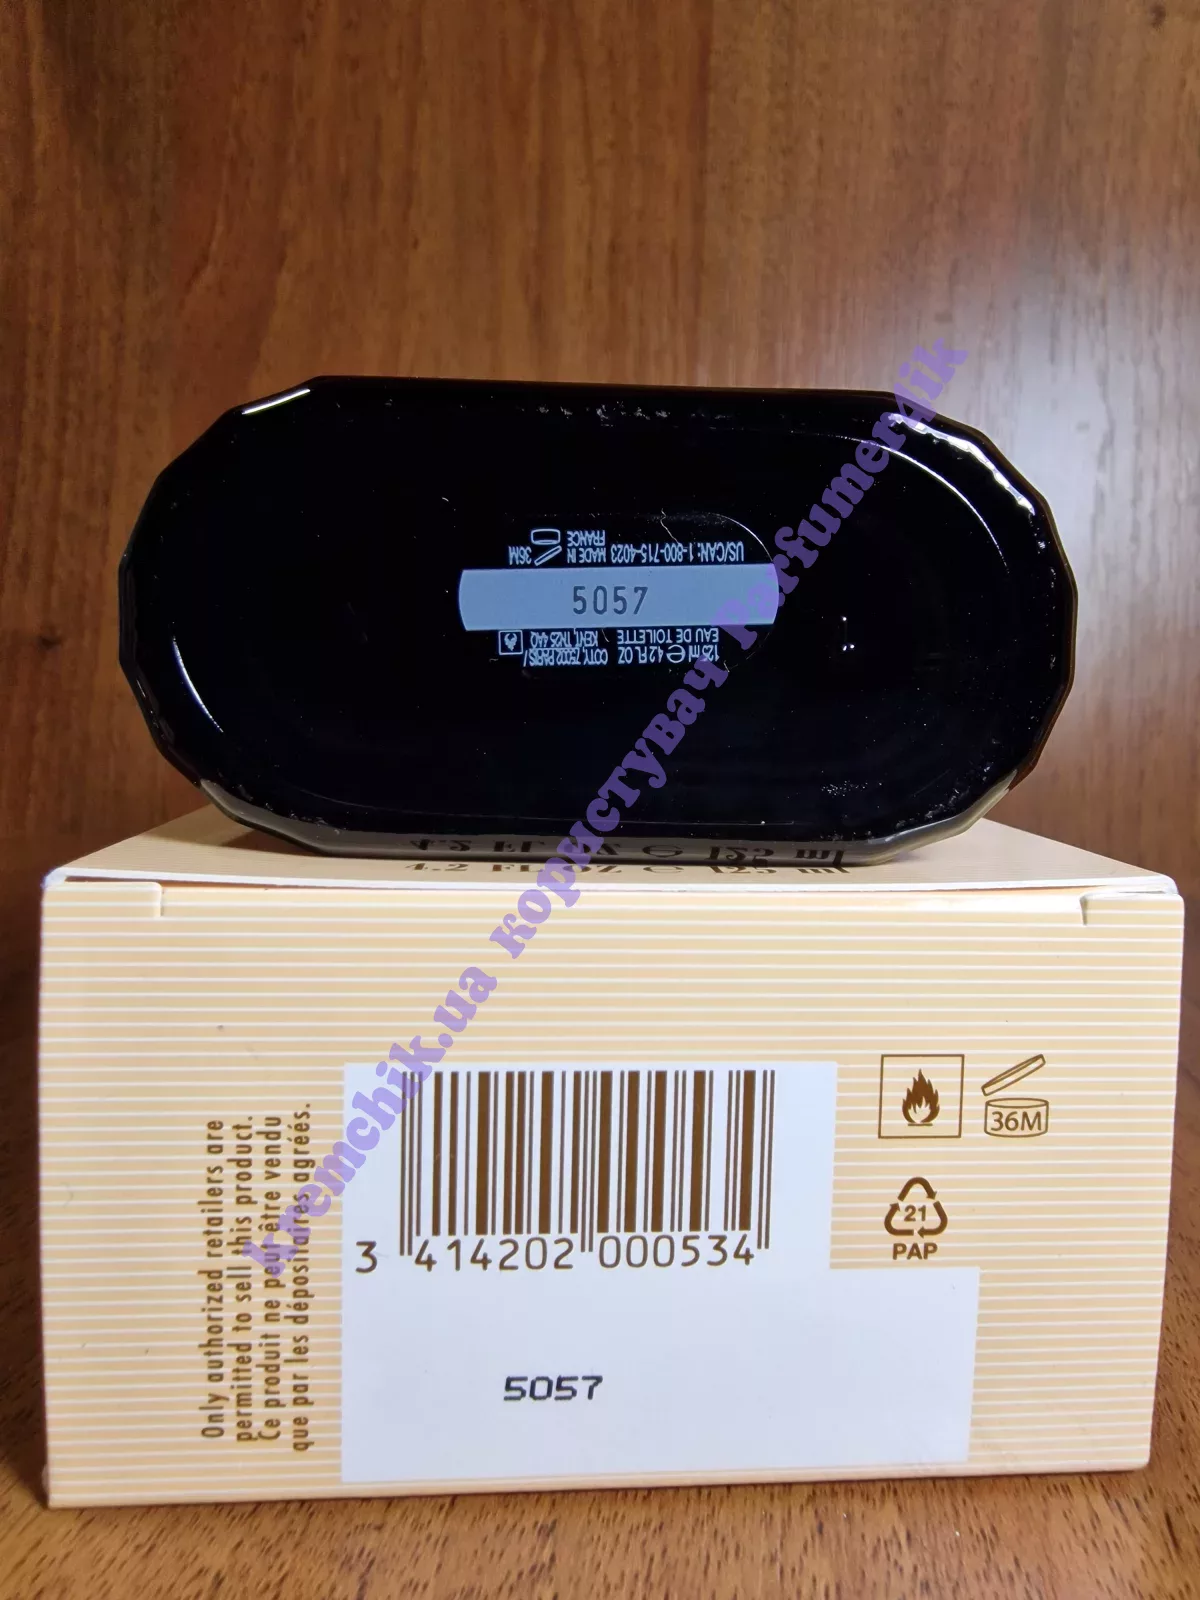 US/CAN: 1-800-715-4023 MADE IN
FRANCE
36M
5057
125 ml ℮ 4.2 FL OZ
EAU DE TOILETTE
COTY, 75002 PARIS /
KENT, TN25 4AQ
4.2 FL OZ ℮ 125 ml
kremchik.ua користувач Parfumer4ik
Only authorized retailers are
permitted to sell this product.
Ce produit ne peut être vendu
que par les dépositaires agréés.
3 414202 000534
36M
21
PAP
5057